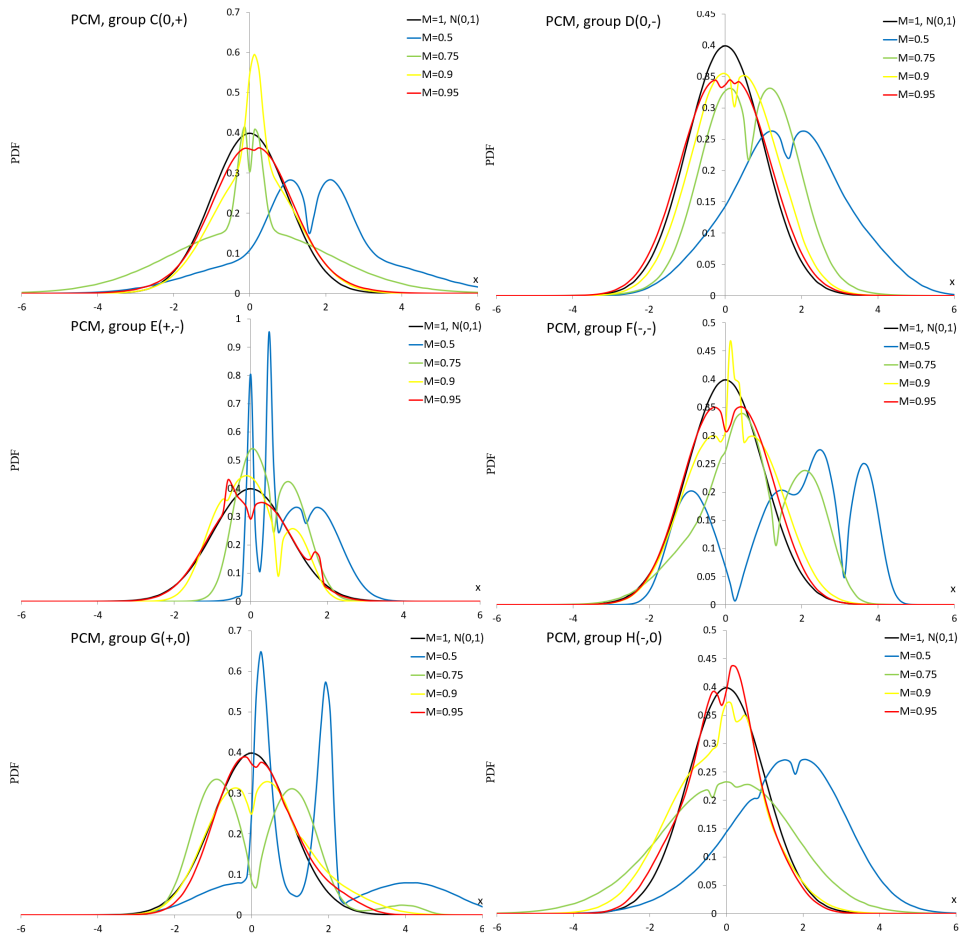 PCM, group C(0,+)
M=1, N(0,1)
M=0.5
M=0.75
M=0.9
M=0.95
PDF
0.7
0.6
0.5
0.4
0.3
0.2
0.1
0
-6
-4
-2
0
2
4
6
x
PCM, group D(0,-)
M=1, N(0,1)
M=0.5
M=0.75
M=0.9
M=0.95
PDF
0.45
0.4
0.35
0.3
0.25
0.2
0.15
0.1
0.05
0
-6
-4
-2
0
2
4
6
x
PCM, group E(+,-)
M=1, N(0,1)
M=0.5
M=0.75
M=0.9
M=0.95
PDF
1
0.9
0.8
0.7
0.6
0.5
0.4
0.3
0.2
0.1
0
-6
-4
-2
0
2
4
6
x
PCM, group F(-,-)
M=1, N(0,1)
M=0.5
M=0.75
M=0.9
M=0.95
PDF
0.5
0.45
0.4
0.35
0.3
0.25
0.2
0.15
0.1
0.05
0
-6
-4
-2
0
2
4
6
x
PCM, group G(+,0)
M=1, N(0,1)
M=0.5
M=0.75
M=0.9
M=0.95
PDF
0.7
0.6
0.5
0.4
0.3
0.2
0.1
0
-6
-4
-2
0
2
4
6
x
PCM, group H(-,0)
M=1, N(0,1)
M=0.5
M=0.75
M=0.9
M=0.95
PDF
0.5
0.45
0.4
0.35
0.3
0.25
0.2
0.15
0.1
0.05
0
-6
-4
-2
0
2
4
6
x